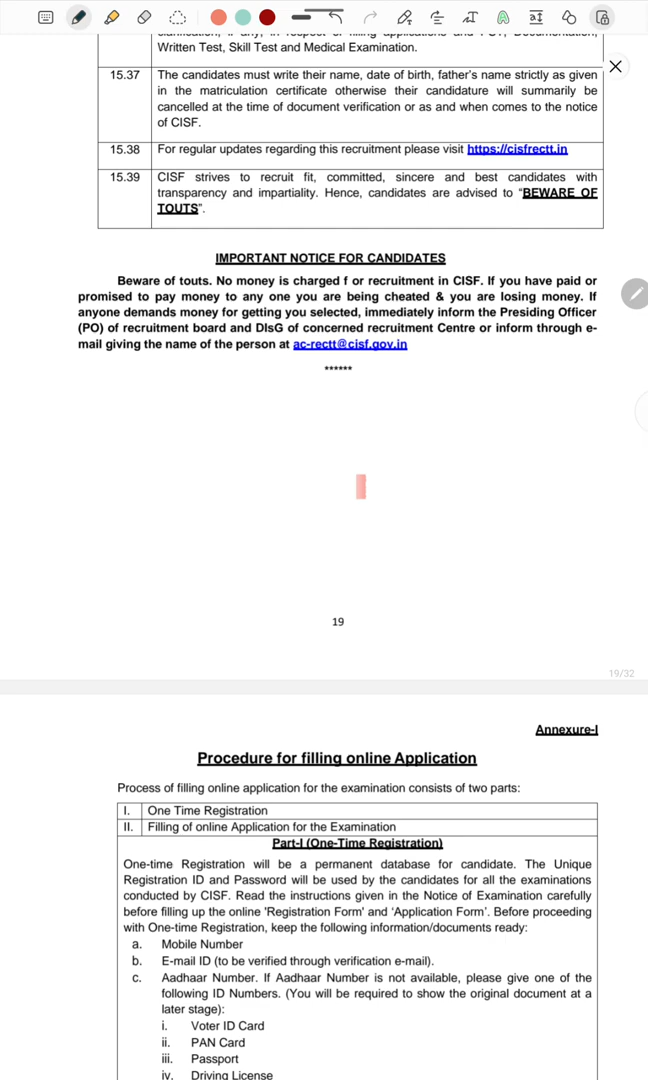 Written Test, Skill Test and Medical Examination.
15.37 The candidates must write their name, date of birth, father's name strictly as given
in the matriculation certificate otherwise their candidature will summarily be
cancelled at the time of document verification or as and when comes to the notice
of CISF.
15.38 For regular updates regarding this recruitment please visit https://cisfrectt.in
15.39 CISF strives to recruit fit, committed, sincere and best candidates with
transparency and impartiality. Hence, candidates are advised to "BEWARE OF
TOUTS".
IMPORTANT NOTICE FOR CANDIDATES
Beware of touts. No money is charged f or recruitment in CISF. If you have paid or
promised to pay money to any one you are being cheated & you are losing money. If
anyone demands money for getting you selected, immediately inform the Presiding Officer
(PO) of recruitment board and DIsG of concerned recruitment Centre or inform through e-
mail giving the name of the person at ac-rectt@cisf.gov.in
******
19
19/32
Annexure-I
Procedure for filling online Application
Process of filling online application for the examination consists of two parts:
I. One Time Registration
II. Filling of online Application for the Examination
Part-I (One-Time Registration)
One-time Registration will be a permanent database for candidate. The Unique
Registration ID and Password will be used by the candidates for all the examinations
conducted by CISF. Read the instructions given in the Notice of Examination carefully
before filling up the online 'Registration Form' and 'Application Form'. Before proceeding
with One-time Registration, keep the following information/documents ready:
a. Mobile Number
b. E-mail ID (to be verified through verification e-mail).
c. Aadhaar Number. If Aadhaar Number is not available, please give one of the
following ID Numbers. (You will be required to show the original document at a
later stage):
i. Voter ID Card
ii. PAN Card
iii. Passport
iv. Driving License